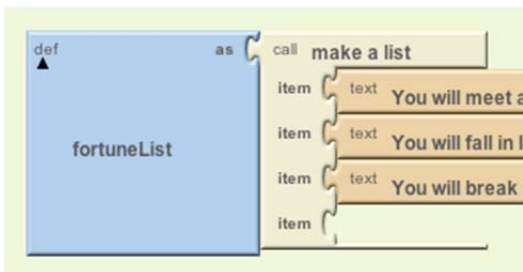 def as call make a list
item text You will meet a
item text You will fall in
fortuneList
item text You will break
item